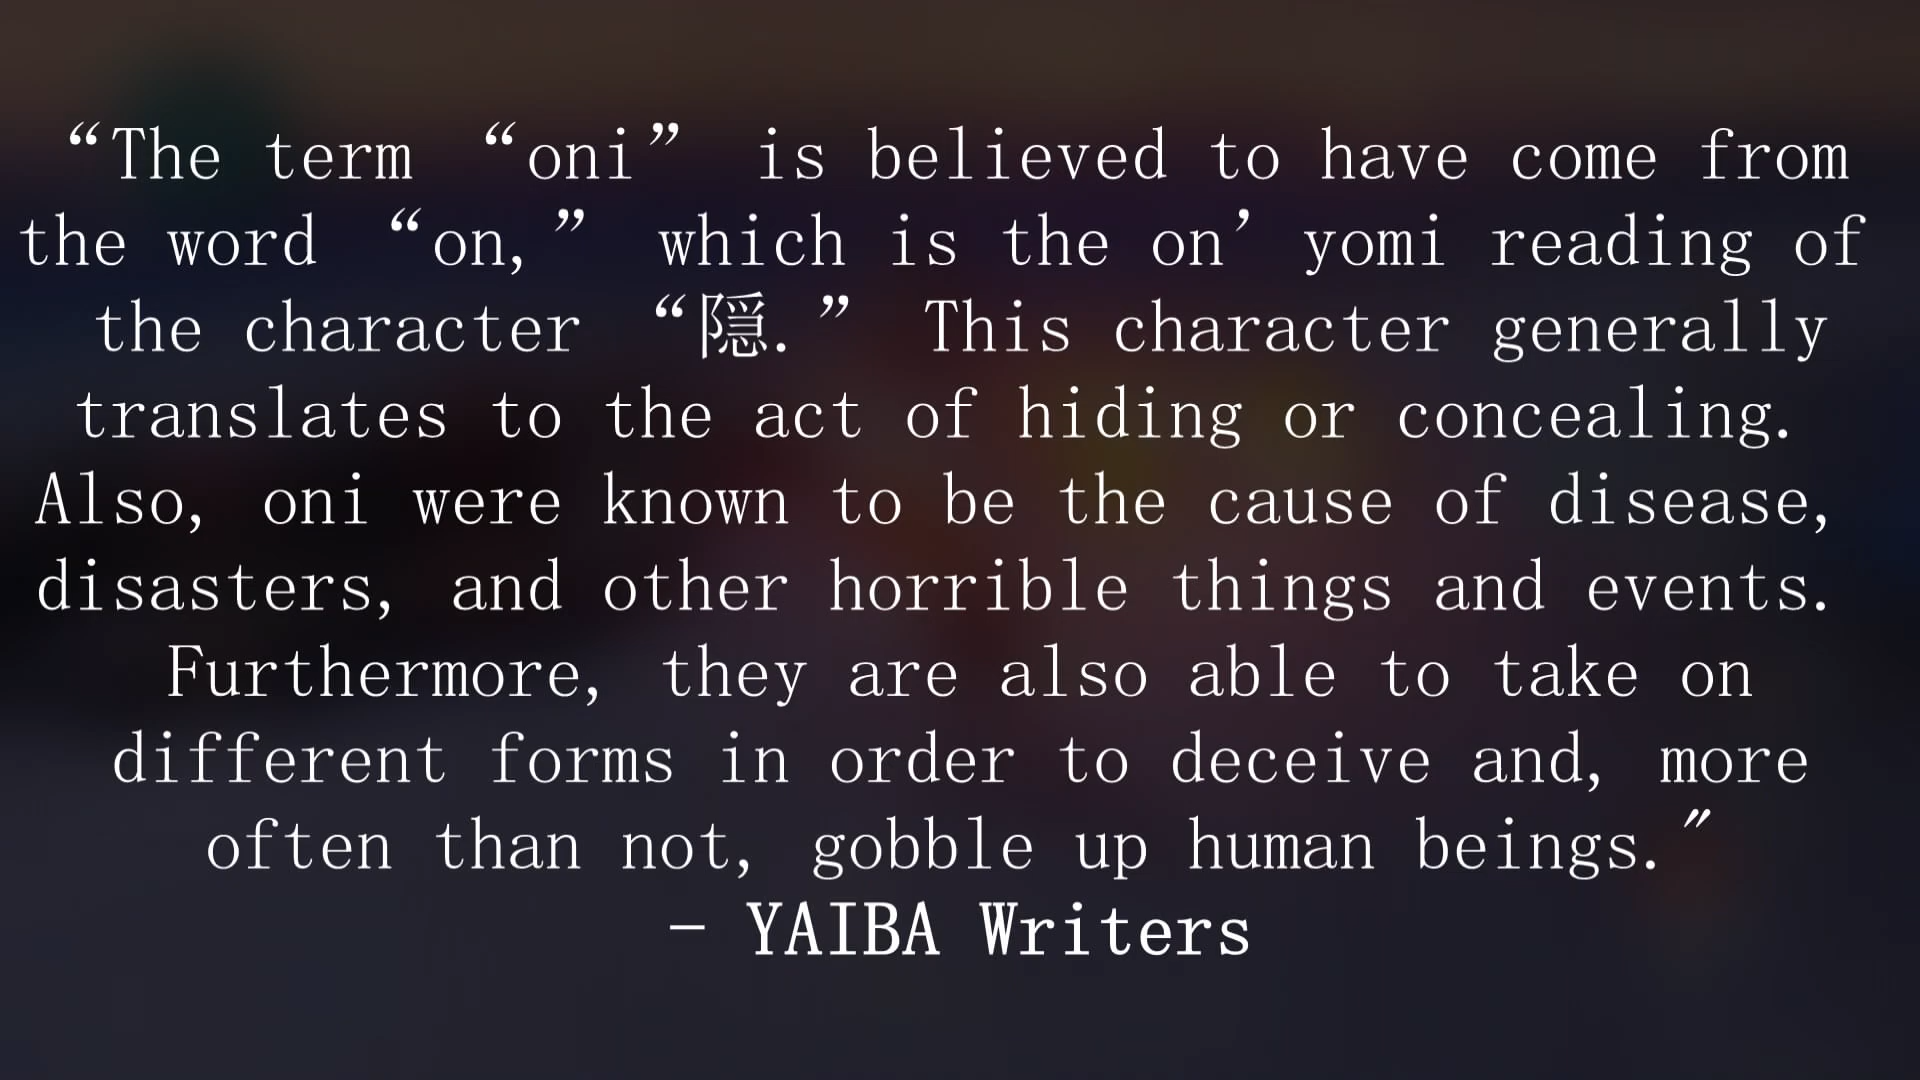 “The term “oni” is believed to have come from
the word “on,” which is the on’yomi reading of
the character “隠.” This character generally
translates to the act of hiding or concealing.
Also, oni were known to be the cause of disease,
disasters, and other horrible things and events.
Furthermore, they are also able to take on
different forms in order to deceive and, more
often than not, gobble up human beings."
- YAIBA Writers